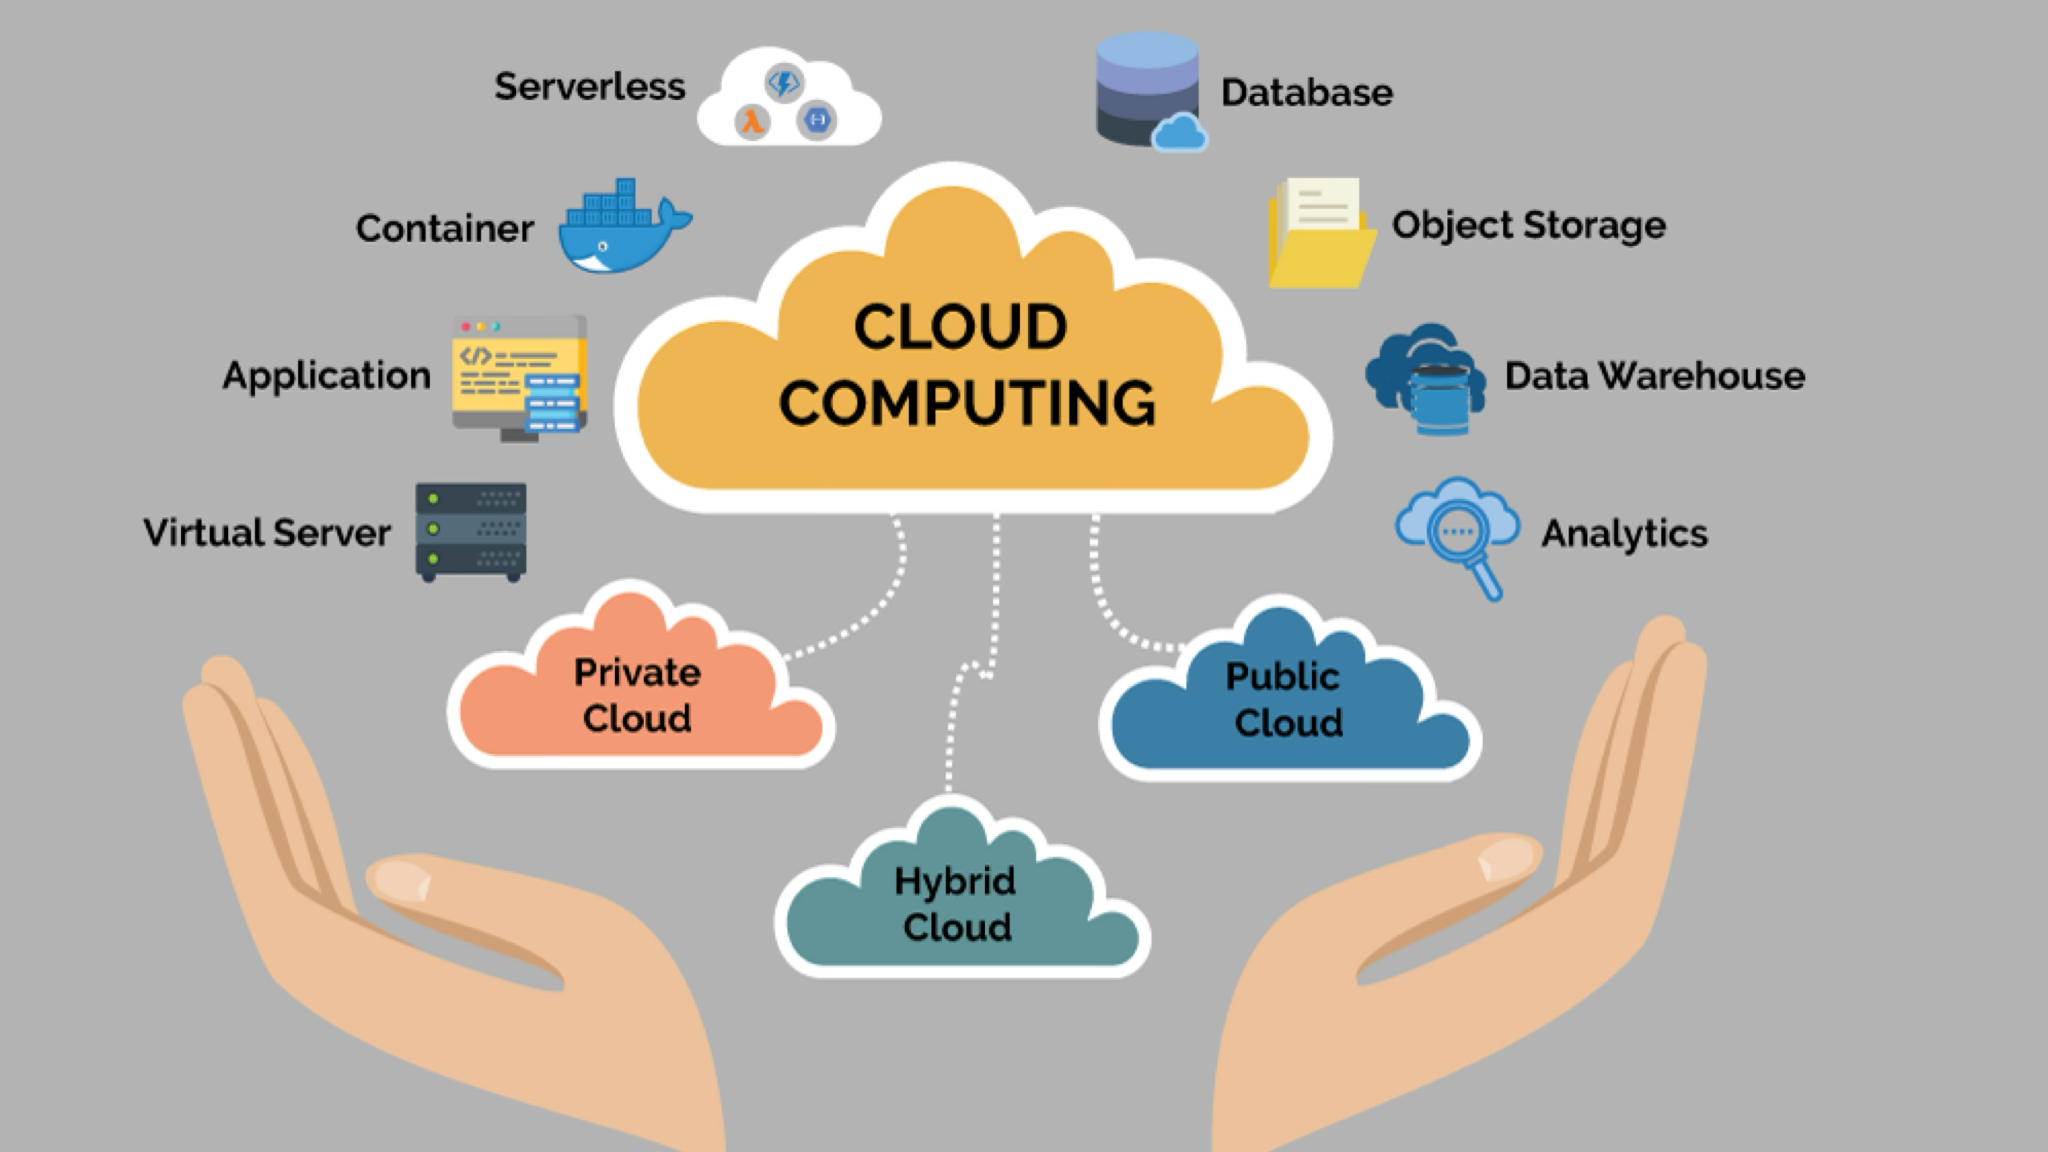 Serverless
Database
Container
Object Storage
CLOUD
COMPUTING
Application
Data Warehouse
Virtual Server
Analytics
Private
Cloud
Public
Cloud
Hybrid
Cloud